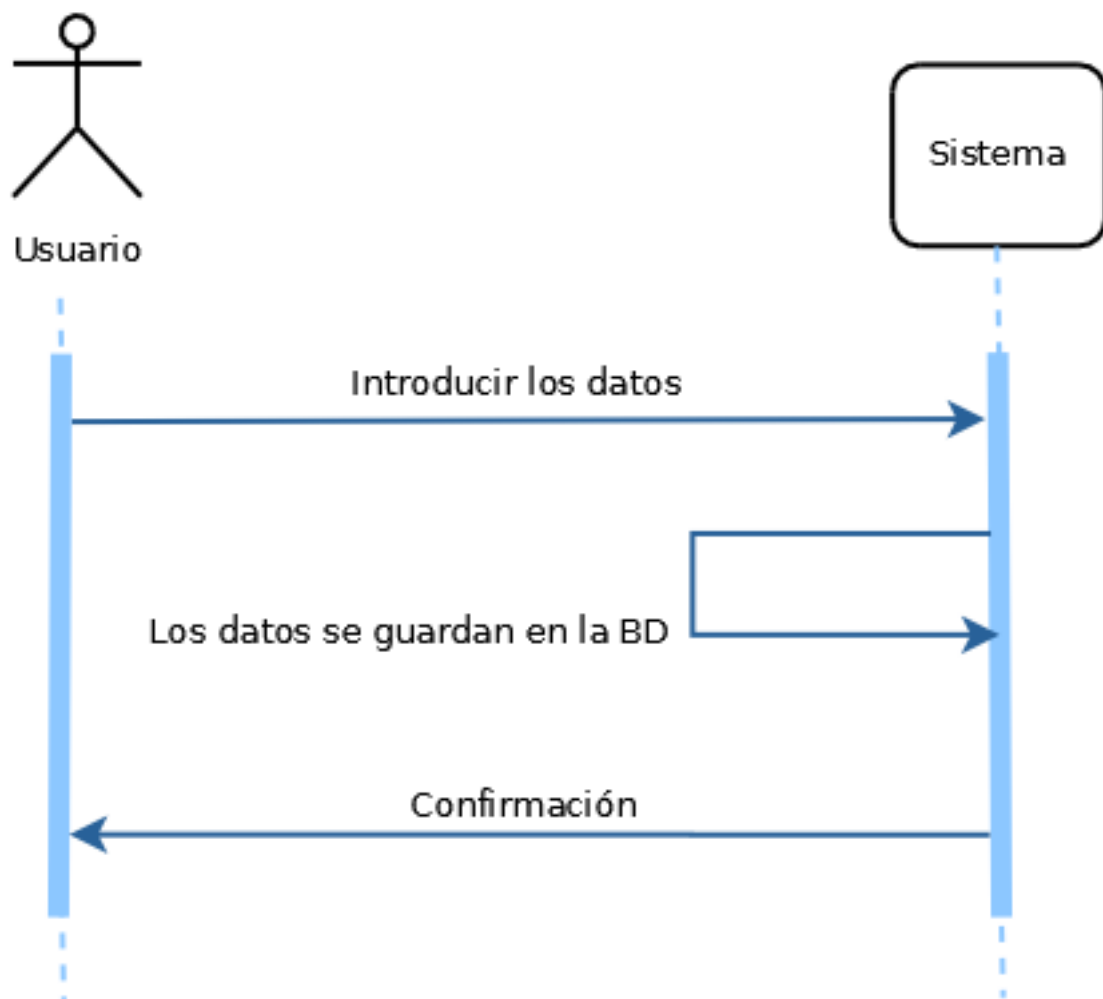 Sistema
Usuario
Introducir los datos
Los datos se guardan en la BD
Confirmación